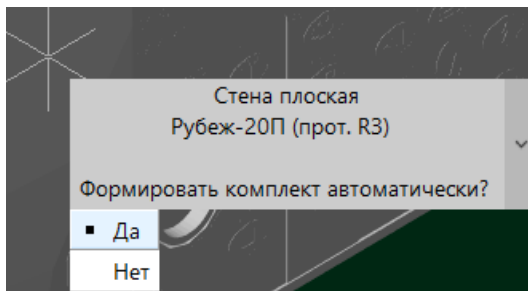 Стена плоская
Рубеж-20П (прот. R3)
Формировать комплект автоматически?
Да
Нет